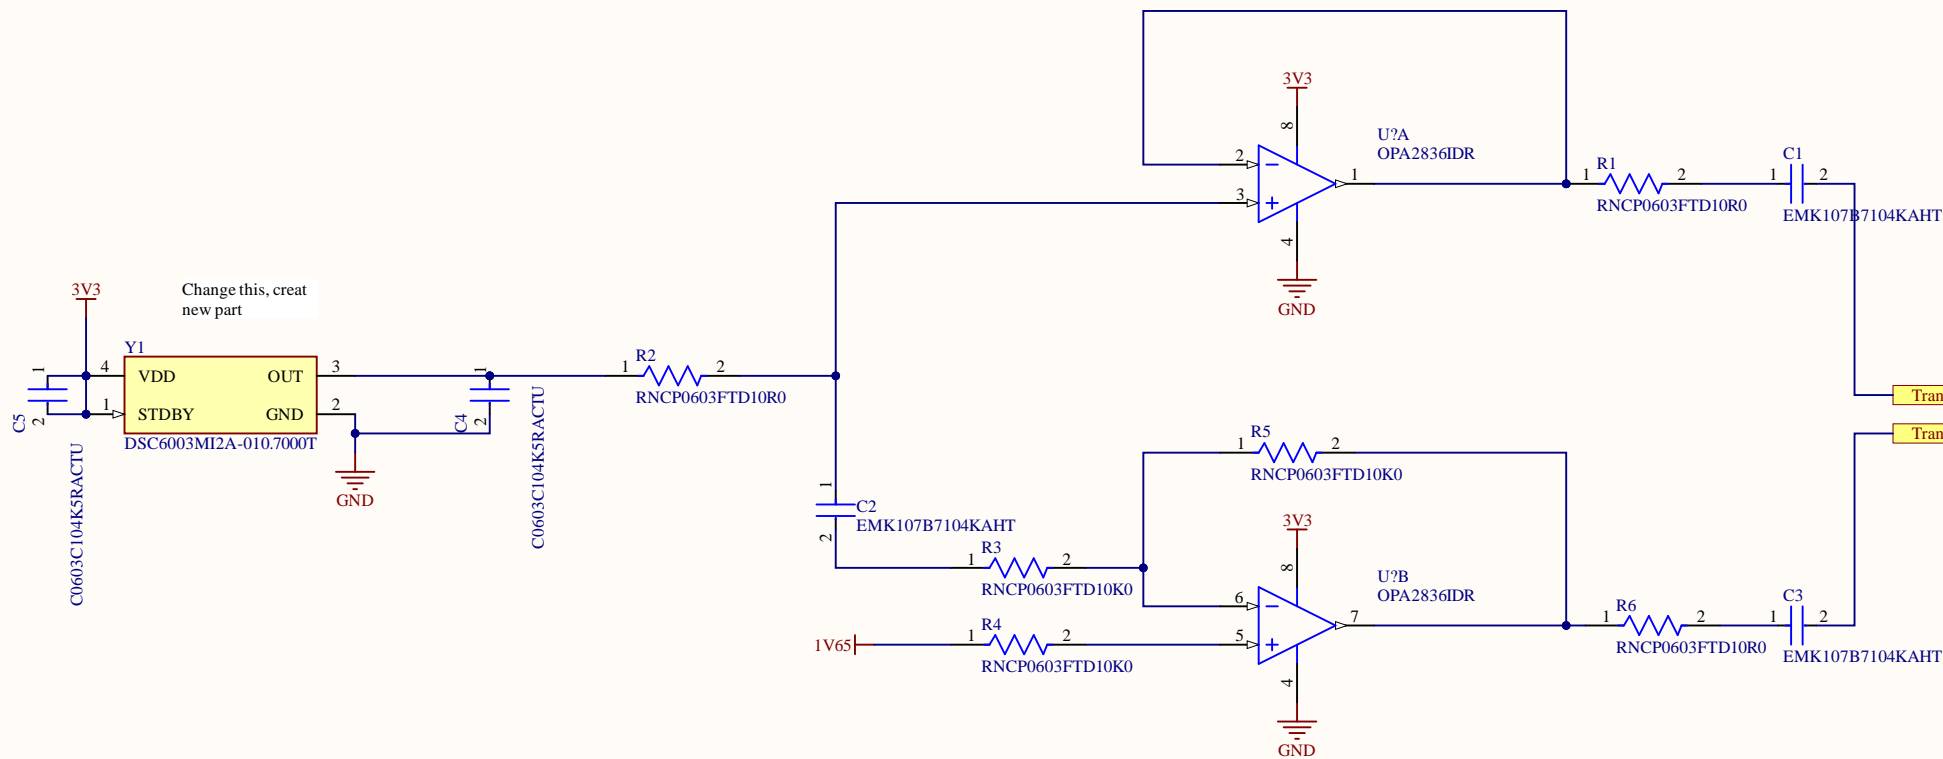 3V3
8
U?A
OPA2836IDR
2
3
1
4
GND
R1
1
2
RNCP0603FTD10R0
C1
1
2
EMK107B7104KAHT
3V3
Change this, creat
new part
Y1
4
VDD
OUT
3
1
STDBY
GND
2
DSC6003MI2A-010.7000T
1
2
C5
C0603C104K5RACTU
GND
1
2
C4
C0603C104K5RACTU
R2
1
2
RNCP0603FTD10R0
Tran
Tran
1
C2
EMK107B7104KAHT
2
R5
1
2
RNCP0603FTD10K0
R3
1
2
RNCP0603FTD10K0
1V65
R4
1
2
RNCP0603FTD10K0
3V3
8
U?B
OPA2836IDR
6
5
7
4
GND
R6
1
2
RNCP0603FTD10R0
C3
1
2
EMK107B7104KAHT